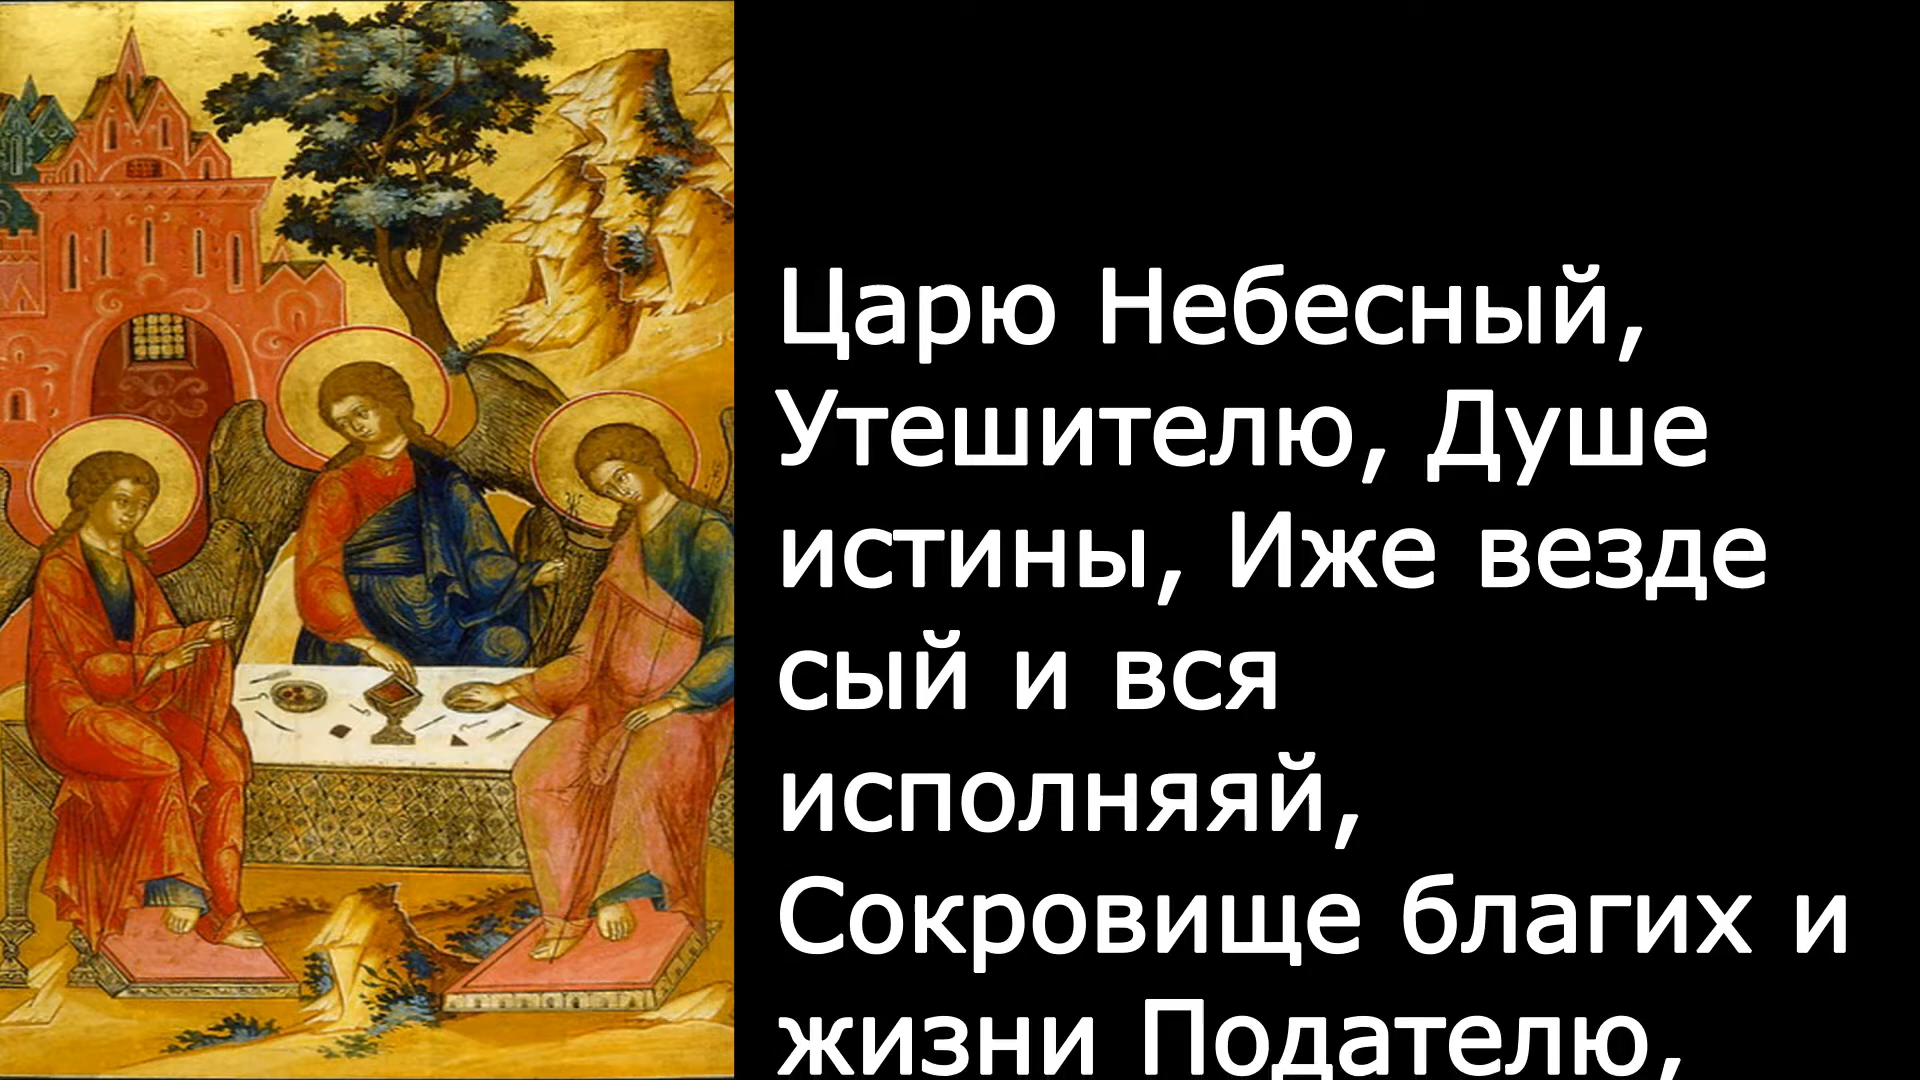 Царю Небесный,
Утешителю, Душе
истины, Иже везде
сый и вся
исполняяй,
Сокровище благих и
жизни Подателю,